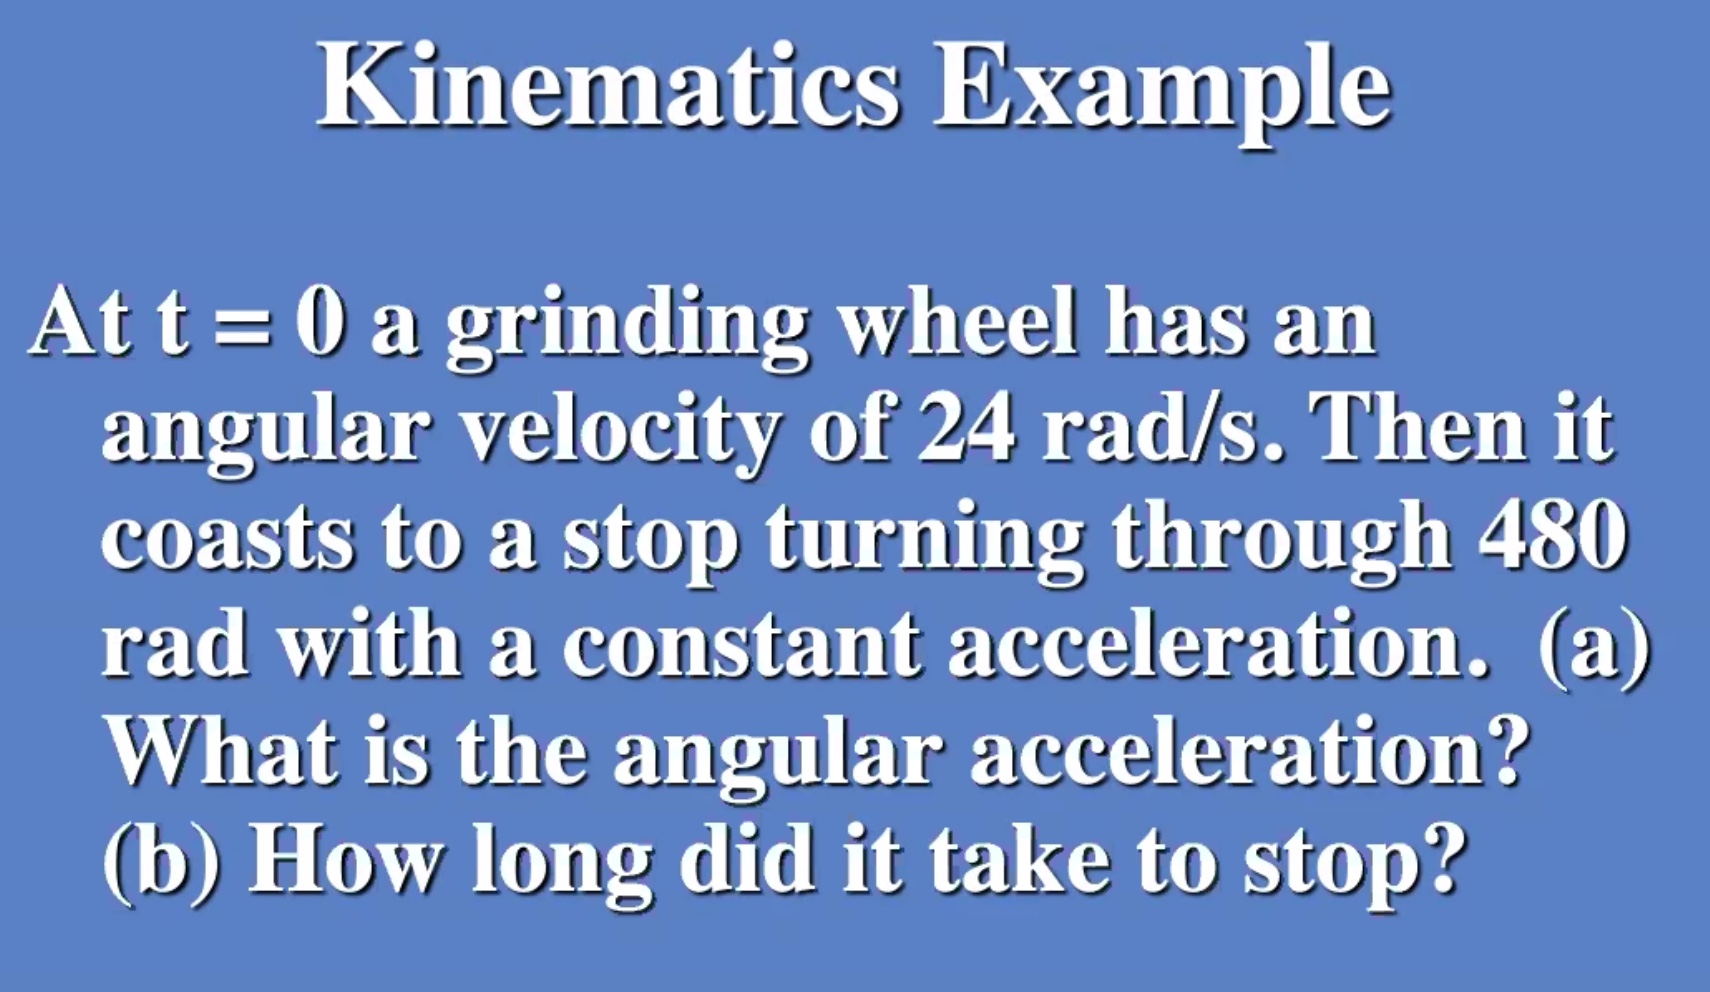 Kinematics Example
At t = 0 a grinding wheel has an
angular velocity of 24 rad/s. Then it
coasts to a stop turning through 480
rad with a constant acceleration.  (a)
What is the angular acceleration?
(b) How long did it take to stop?